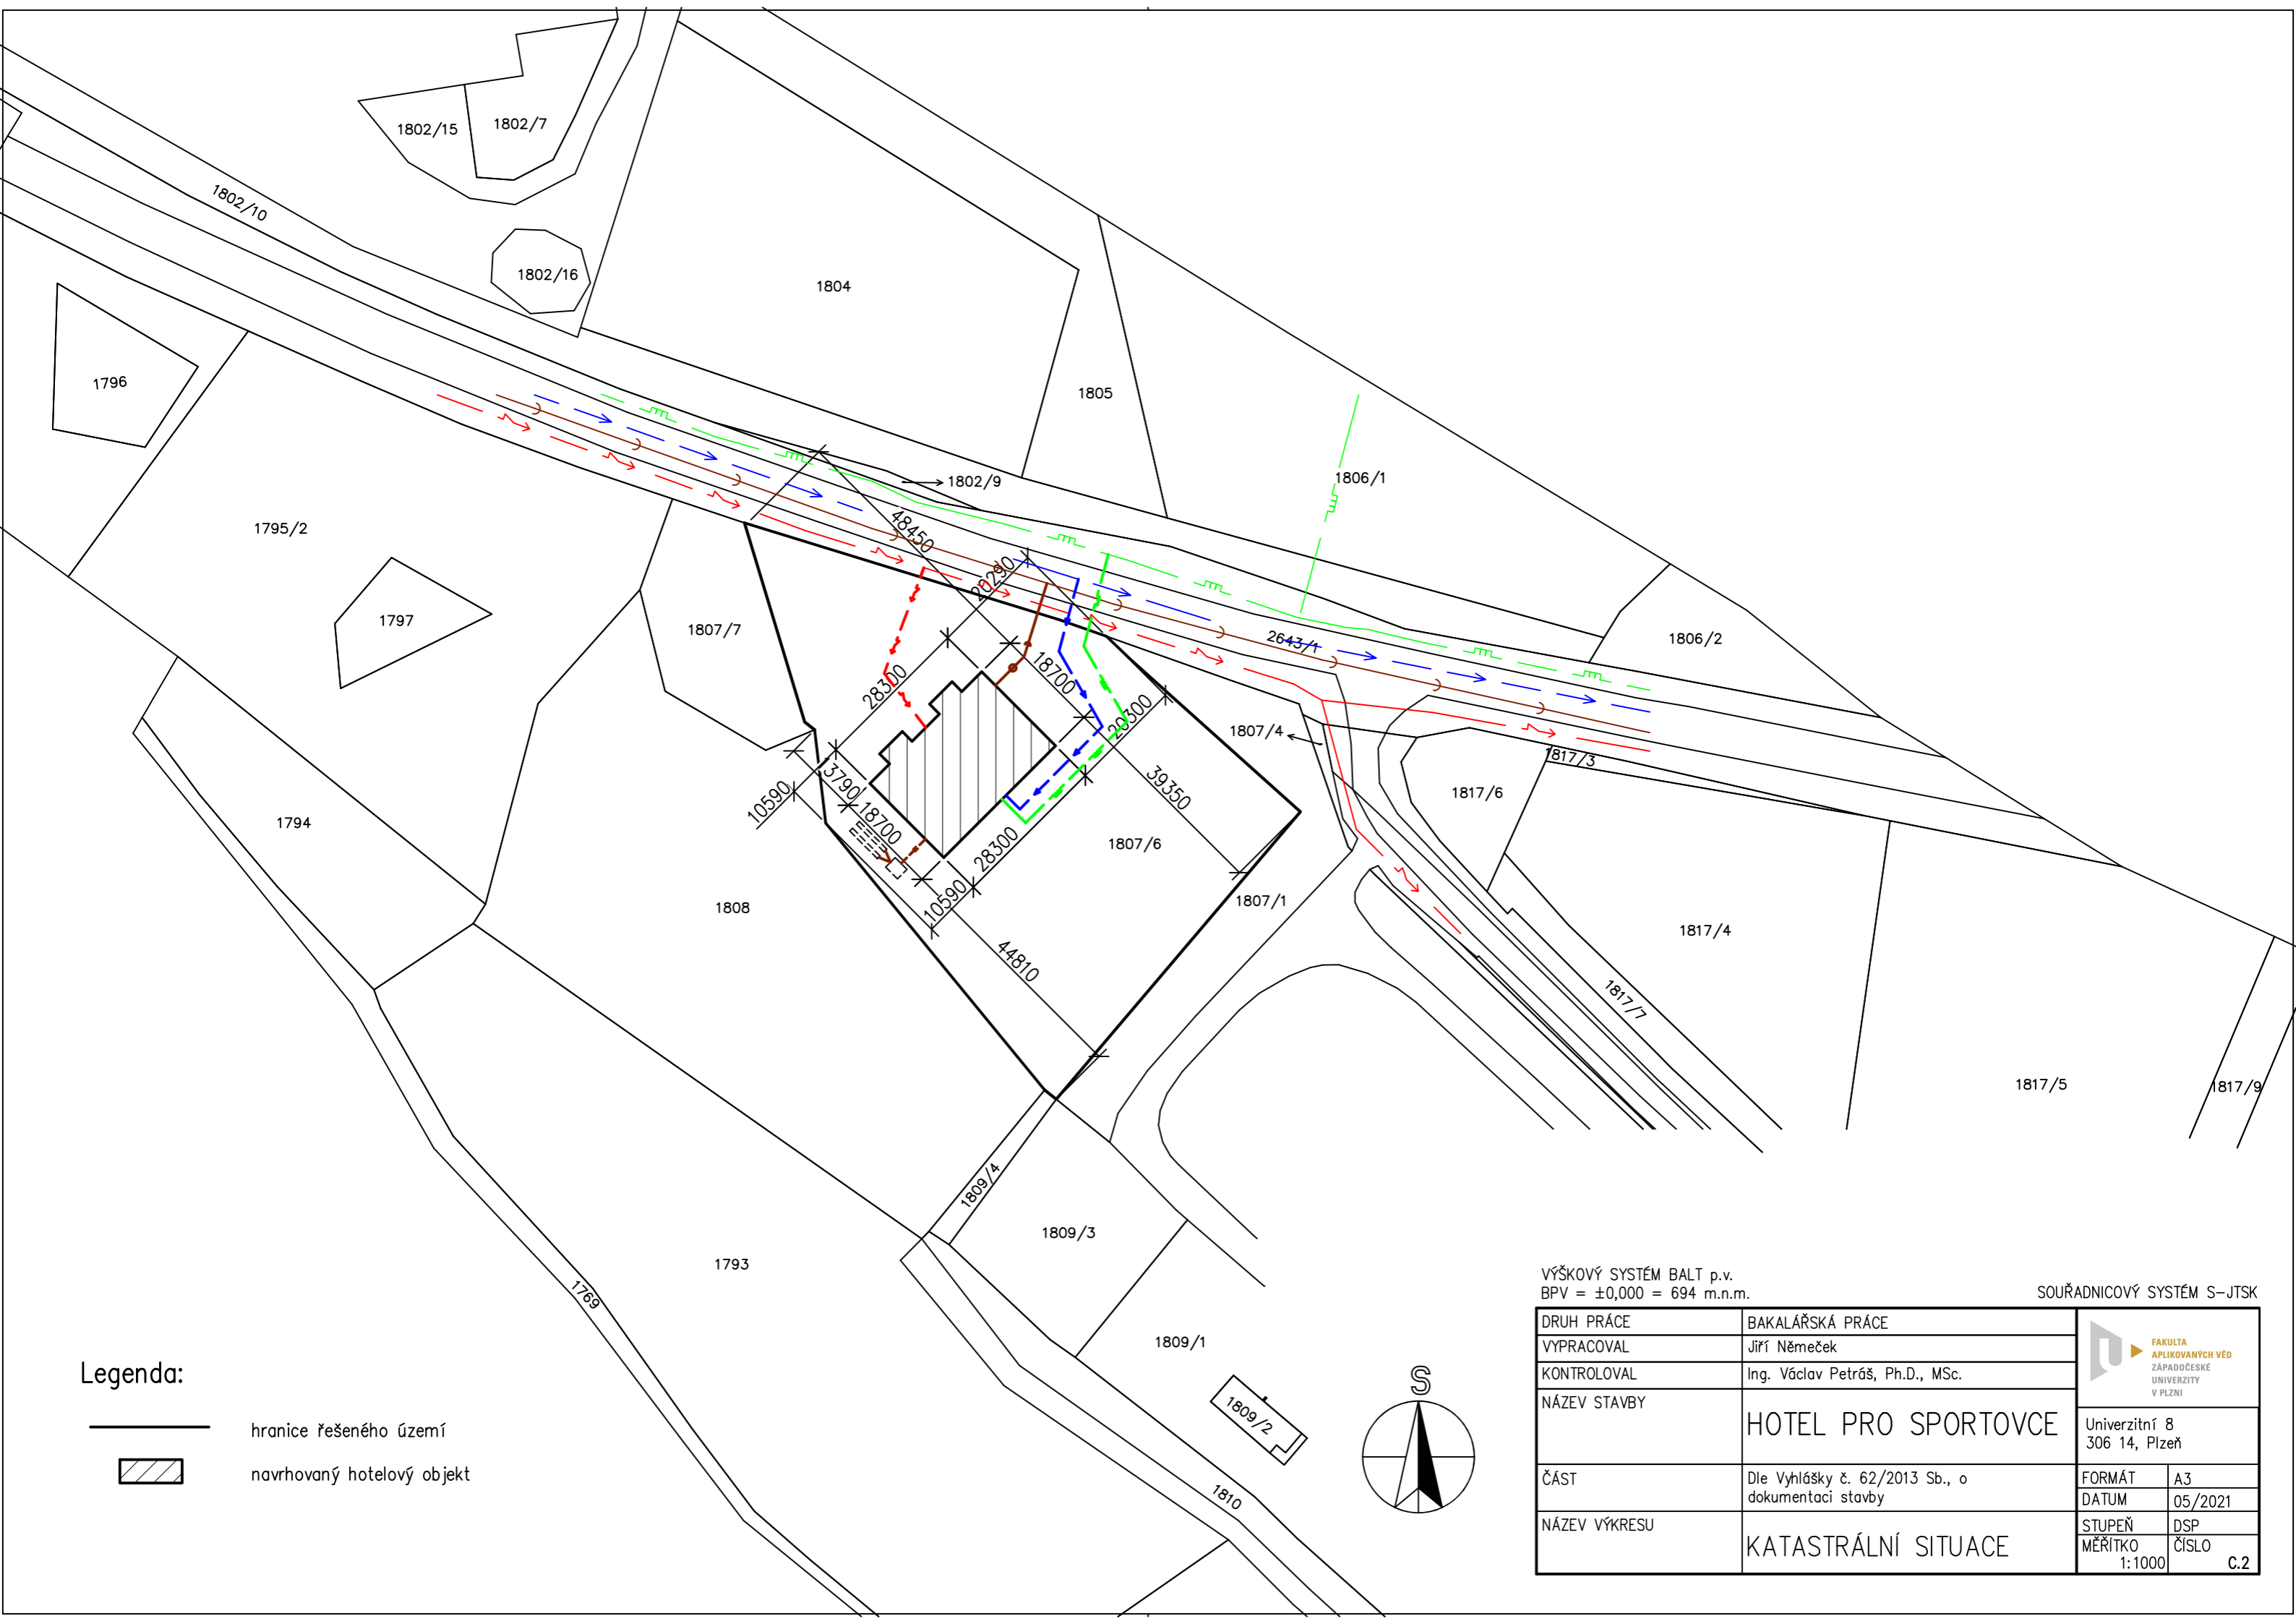 1802/15
1802/7
1802/10
1802/16
1804
1796
1805
1802/9
1806/1
1795/2
48450
20290
1797
1807/7
2643/1
1806/2
28300
18700
20300
1807/4
1817/3
13790
10590
39350
1817/6
1794
18700
28300
1807/6
10590
1808
1807/1
1817/4
44810
1817/7
1817/5
1817/9
1809/4
1809/3
1793
1769
1809/1
1809/2
1810
S
Legenda:
hranice řešeného území
navrhovaný hotelový objekt
VÝŠKOVÝ SYSTÉM BALT p.v.
BPV = ±0,000 = 694 m.n.m.
SOUŘADNICOVÝ SYSTÉM S-JTSK
DRUH PRÁCE
BAKALÁŘSKÁ PRÁCE
VYPRACOVAL
Jiří Němeček
KONTROLOVAL
Ing. Václav Petráš, Ph.D., MSc.
NÁZEV STAVBY
HOTEL PRO SPORTOVCE
ČÁST
Dle Vyhlášky č. 62/2013 Sb., o
dokumentaci stavby
NÁZEV VÝKRESU
KATASTRÁLNÍ SITUACE
FAKULTA
APLIKOVANÝCH VĚD
ZÁPADOČESKÉ
UNIVERZITY
V PLZNI
Univerzitní 8
306 14, Plzeň
FORMÁT
A3
DATUM
05/2021
STUPEŇ
DSP
MĚŘÍTKO
1:1000
ČÍSLO
C.2